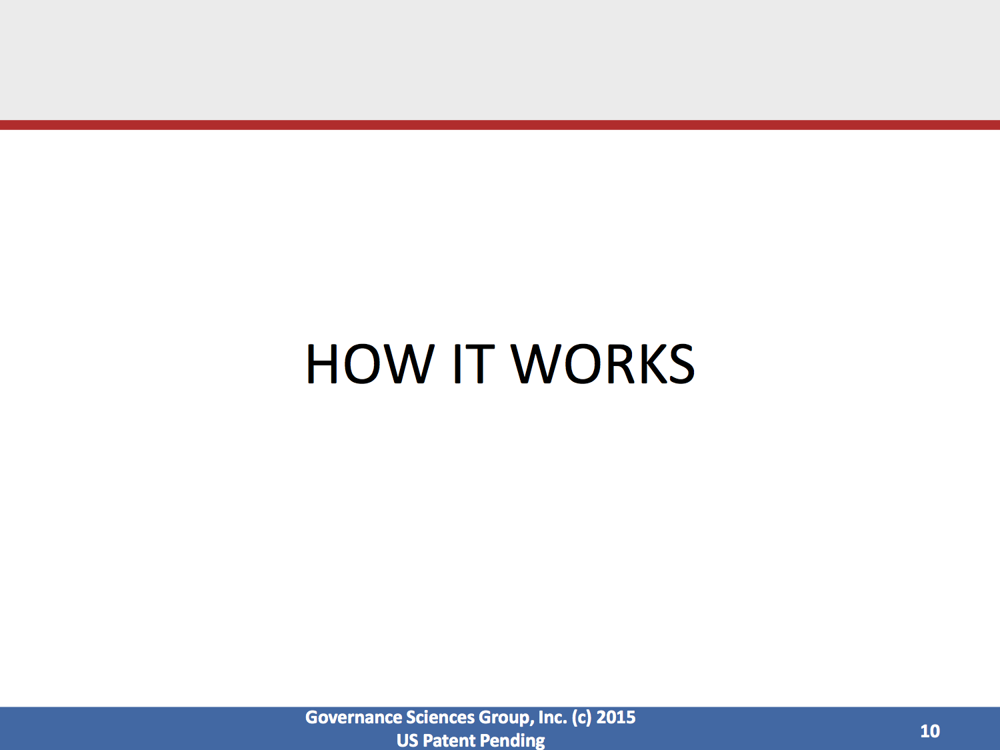 HOW IT WORKS
Governance Sciences Group, Inc. (c) 2015
US Patent Pending
10